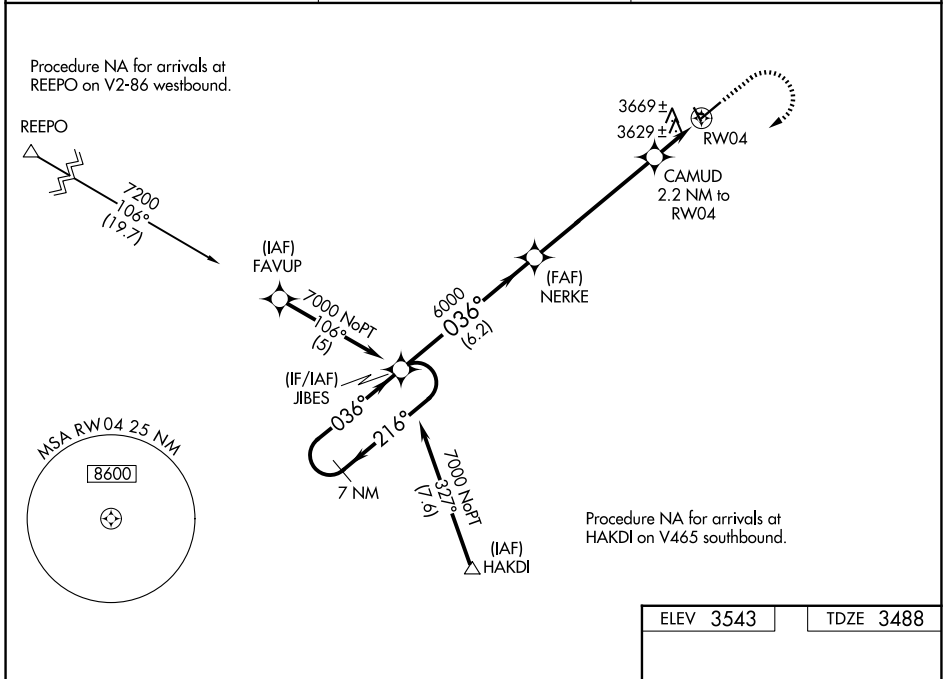 Procedure NA for arrivals at
REEPO on V2-86 westbound.
REEPO
7200
106°
(19.7)
(IAF)
FAVUP
7000 NoPT
106°
(5)
(IF/IAF)
JIBES
6000
036°
(6.2)
(FAF)
NERKE
3669±
3629±
RW04
CAMUD
2.2 NM to
RW04
036°
216°
7 NM
7000 NoPT
327°
(7.6)
(IAF)
HAKDI
MSA RW04 25 NM
8600
Procedure NA for arrivals at
HAKDI on V465 southbound.
ELEV 3543
TDZE 3488